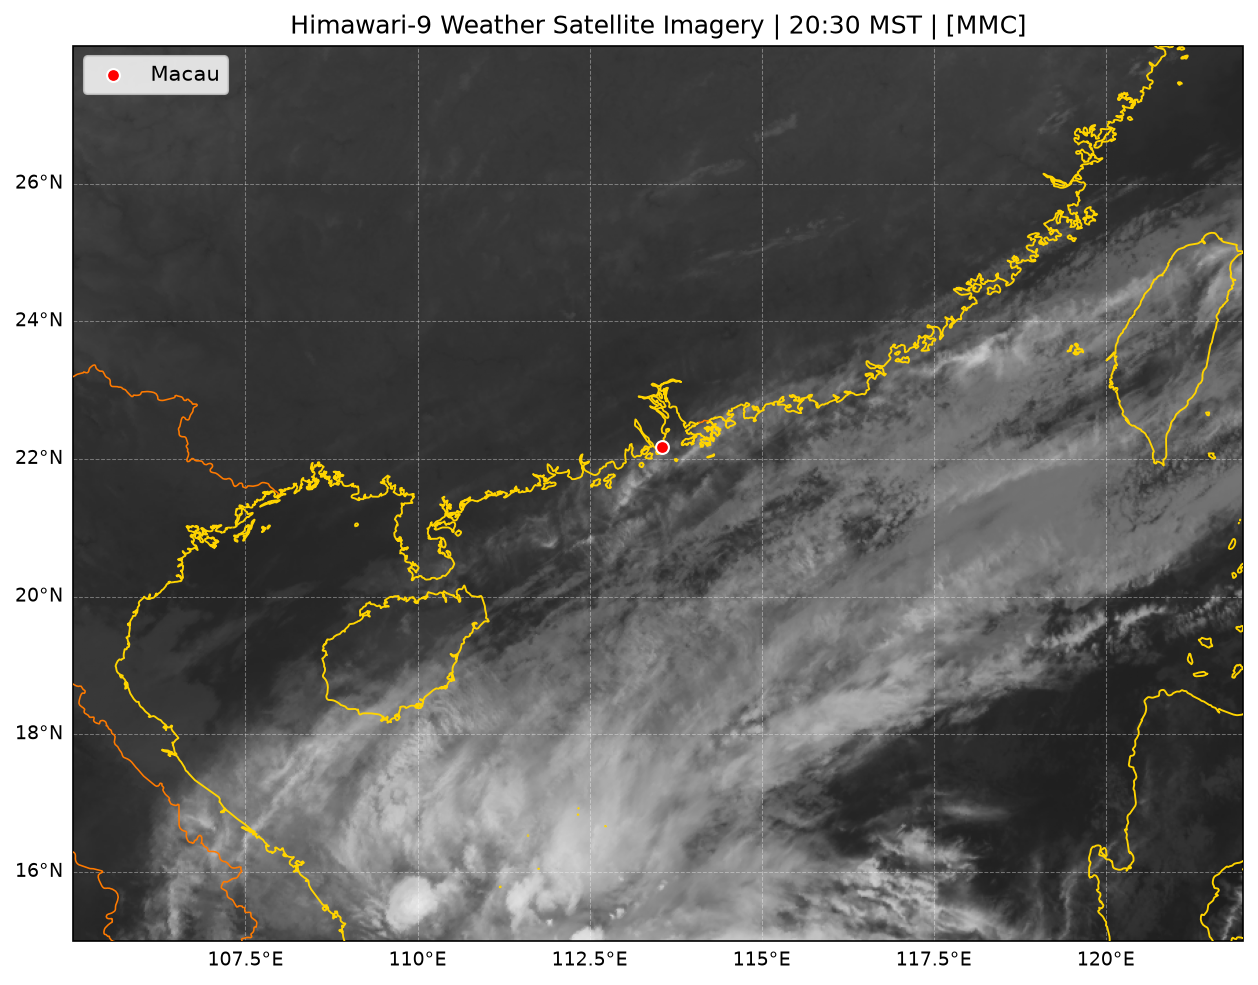 Himawari-9 Weather Satellite Imagery | 20:30 MST | [MMC]
Macau
26°N
24°N
22°N
20°N
18°N
16°N
107.5°E
110°E
112.5°E
115°E
117.5°E
120°E